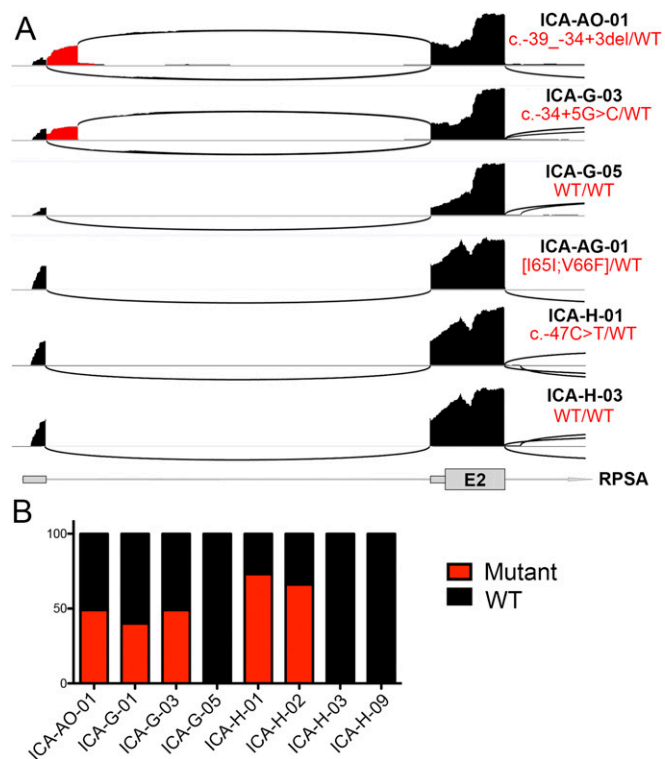 A
ICA-AO-01
c.-39_-34+3del/WT
ICA-G-03
c.-34+5G>C/WT
ICA-G-05
WT/WT
ICA-AG-01
[I65I;V66F]/WT
ICA-H-01
c.-47C>T/WT
ICA-H-03
WT/WT
E2
RPSA
B
100
50
0
Mutant
WT
ICA-AO-01
ICA-G-01
ICA-G-03
ICA-G-05
ICA-H-01
ICA-H-02
ICA-H-03
ICA-H-09